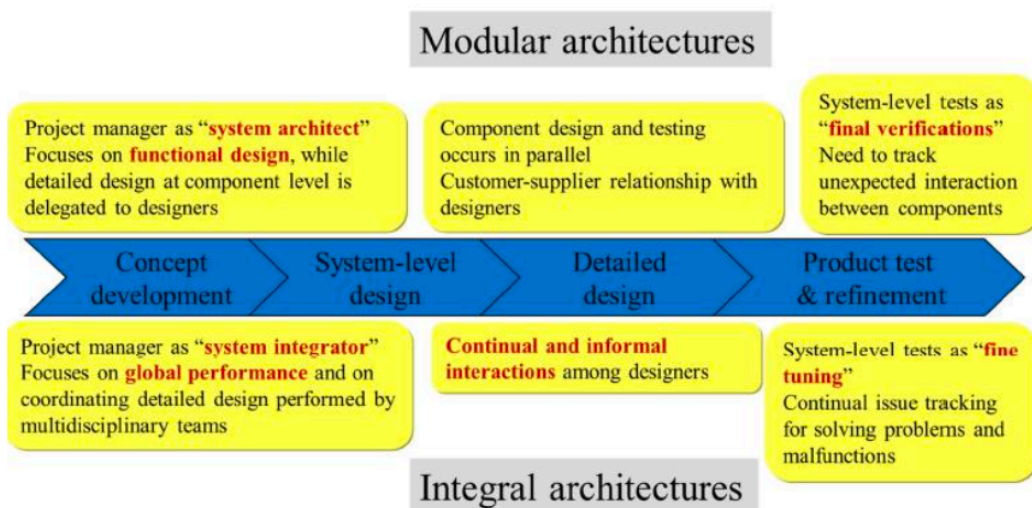 Modular architectures
Project manager as “system architect”
Focuses on functional design, while
detailed design at component level is
delegated to designers
Component design and testing
occurs in parallel
Customer-supplier relationship with
designers
System-level tests as
“final verifications”
Need to track
unexpected interaction
between components
Concept
development
System-level
design
Detailed
design
Product test
& refinement
Project manager as “system integrator”
Focuses on global performance and on
coordinating detailed design performed by
multidisciplinary teams
Continual and informal
interactions among designers
System-level tests as “fine
tuning”
Continual issue tracking
for solving problems and
malfunctions
Integral architectures